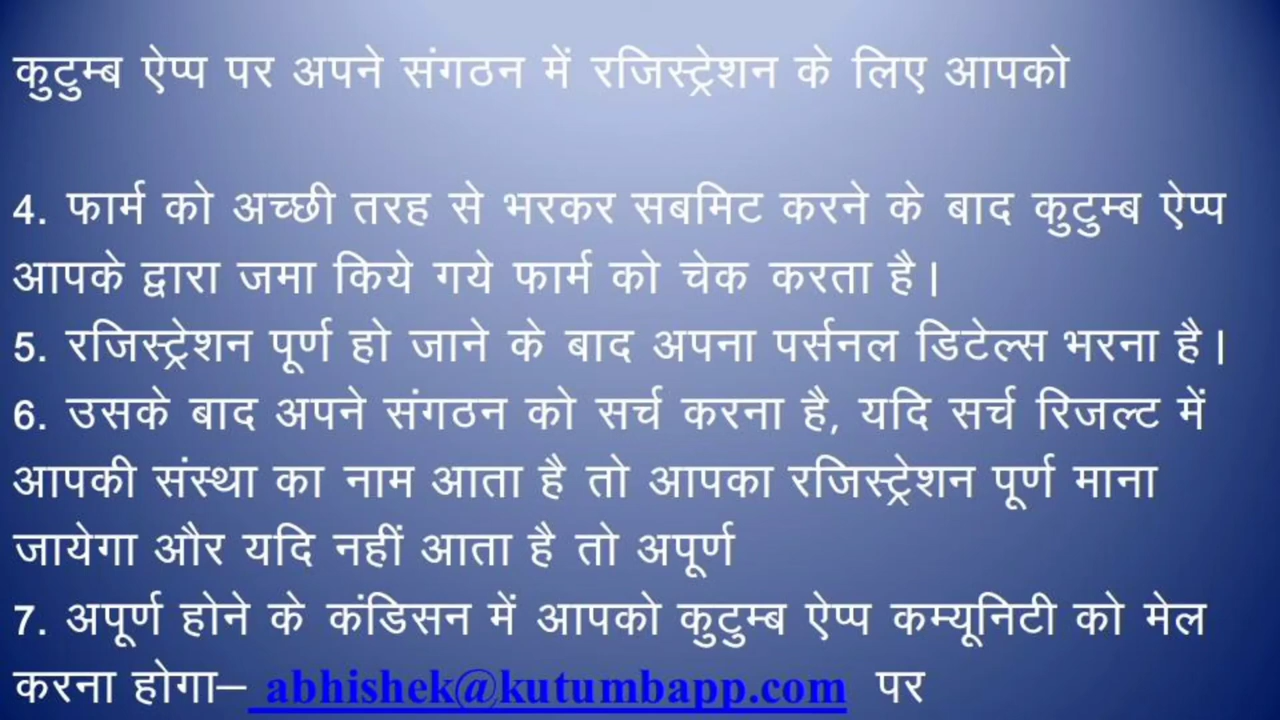 कुटुम्ब ऐप्प पर अपने संगठन में रजिस्ट्रेशन के लिए आपको
4. फार्म को अच्छी तरह से भरकर सबमिट करने के बाद कुटुम्ब ऐप्प
आपके द्वारा जमा किये गये फार्म को चेक करता है।
5. रजिस्ट्रेशन पूर्ण हो जाने के बाद अपना पर्सनल डिटेल्स भरना है।
6. उसके बाद अपने संगठन को सर्च करना है, यदि सर्च रिजल्ट में
आपकी संस्था का नाम आता है तो आपका रजिस्ट्रेशन पूर्ण माना
जायेगा और यदि नहीं आता है तो अपूर्ण
7. अपूर्ण होने के कंडिसन में आपको कुटुम्ब ऐप्प कम्यूनिटी को मेल
करना होगा– abhishek@kutumbapp.com पर